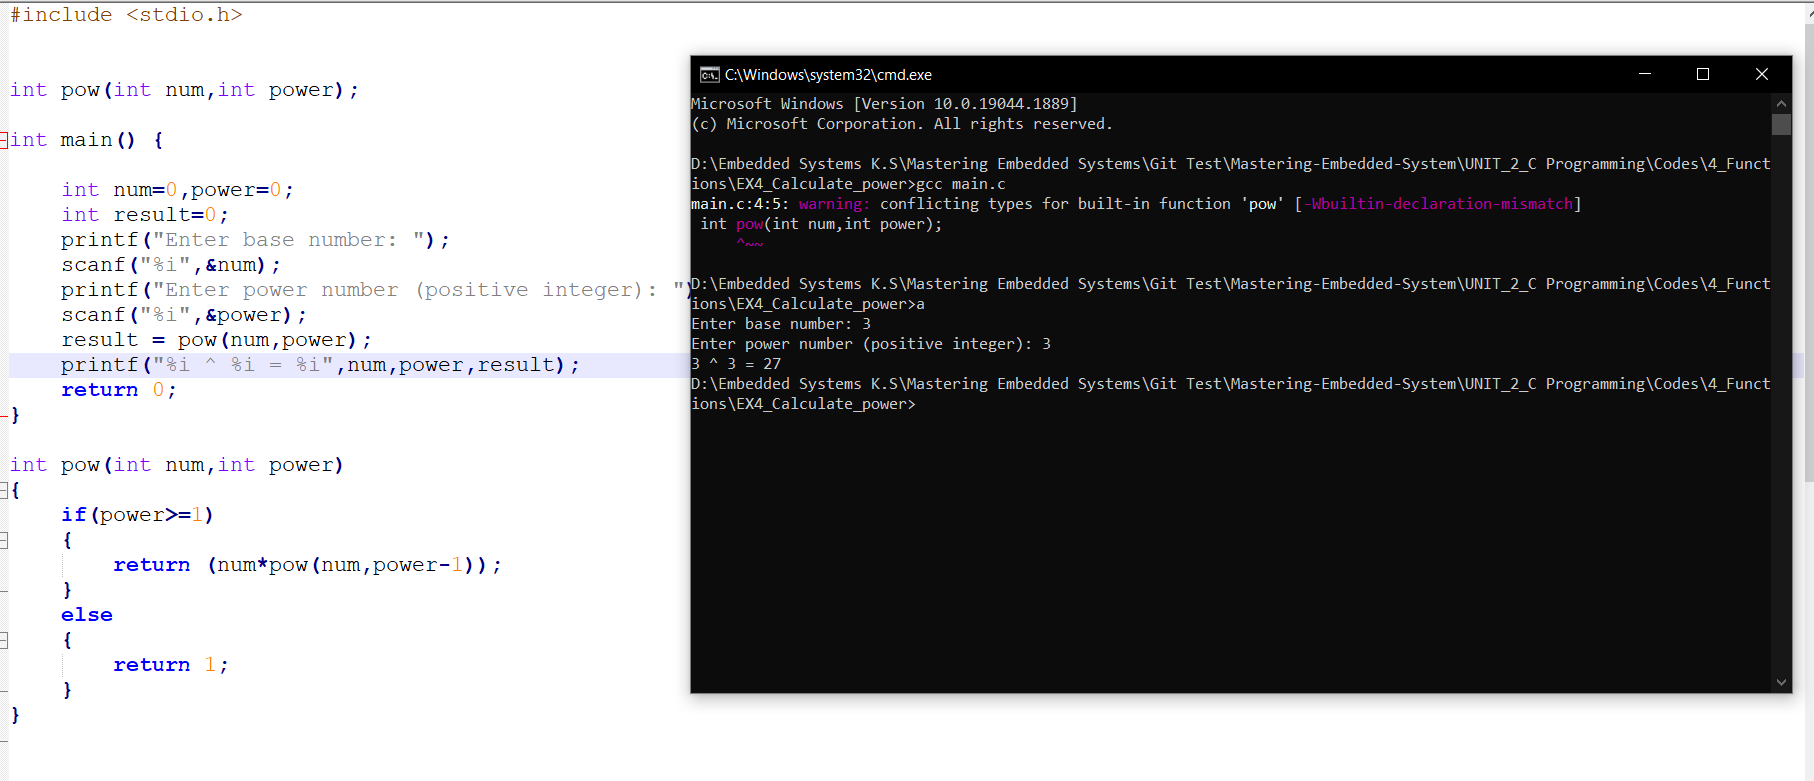 #include <stdio.h>
int pow(int num,int power);
int main() {
int num=0,power=0;
int result=0;
printf("Enter base number: ");
scanf("%i",&num);
printf("Enter power number (positive integer): ")
scanf("%i",&power);
result = pow(num,power);
printf("%i ^ %i = %i",num,power,result);
return 0;
}
int pow(int num,int power)
{
if(power>=1)
{
return (num*pow(num,power-1));
}
else
{
return 1;
}
}
C:\Windows\system32\cmd.exe
Microsoft Windows [Version 10.0.19044.1889]
(c) Microsoft Corporation. All rights reserved.
D:\Embedded Systems K.S\Mastering Embedded Systems\Git Test\Mastering-Embedded-System\UNIT_2_C Programming\Codes\4_Funct
ions\EX4_Calculate_power>gcc main.c
main.c:4:5: warning: conflicting types for built-in function 'pow' [-Wbuiltin-declaration-mismatch]
int pow(int num,int power);
^~~
D:\Embedded Systems K.S\Mastering Embedded Systems\Git Test\Mastering-Embedded-System\UNIT_2_C Programming\Codes\4_Funct
ions\EX4_Calculate_power>a
Enter base number: 3
Enter power number (positive integer): 3
3 ^ 3 = 27
D:\Embedded Systems K.S\Mastering Embedded Systems\Git Test\Mastering-Embedded-System\UNIT_2_C Programming\Codes\4_Funct
ions\EX4_Calculate_power>